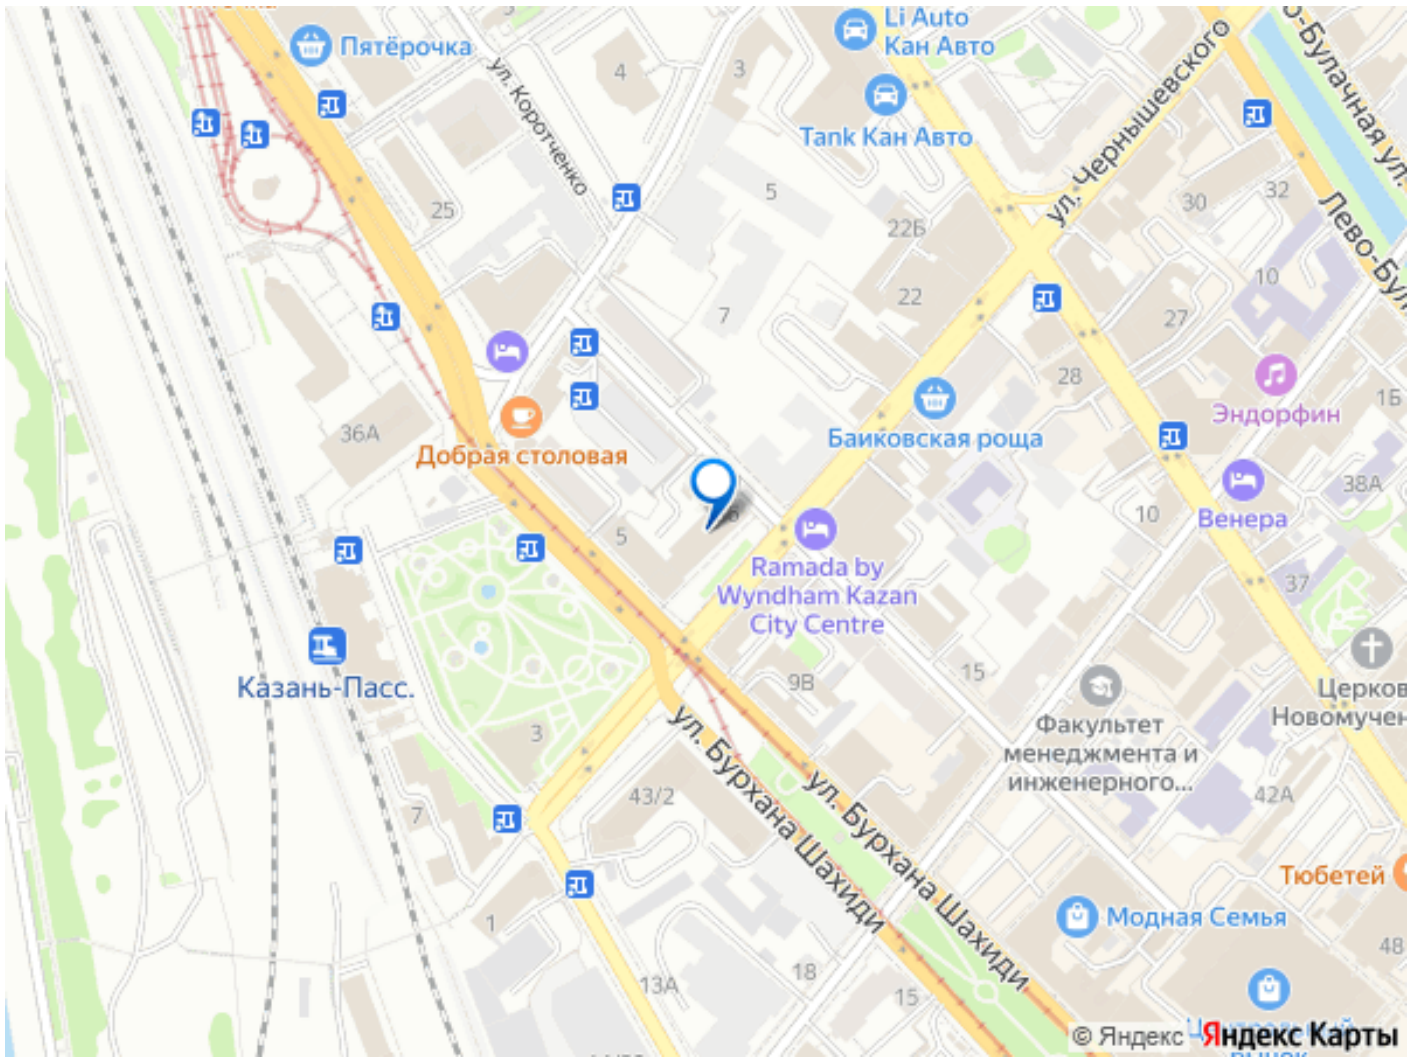 Пятёрочка
Li Auto
Кан Авто
Tank Кан Авто
ул. Коротченко
ул. Чернышевского
о-Булачная ул.
Лево-Бул
4
3
5
25
22Б
30
32
10
22
27
7
28
1Б
36А
Добрая столовая
Баиковская роща
Эндорфин
38А
Венера
10
5
6
Ramada by
Wyndham Kazan
City Centre
37
Казань-Пасс.
9В
15
Церков
Новомучен
Факультет
менеджмента и
инженерного...
3
ул. Бурхана Шахиди
ул. Бурхана Шахиди
43/2
42А
7
Тюбетей
Модная Семья
1
48
13А
18
15
© Яндекс
Яндекс Карты